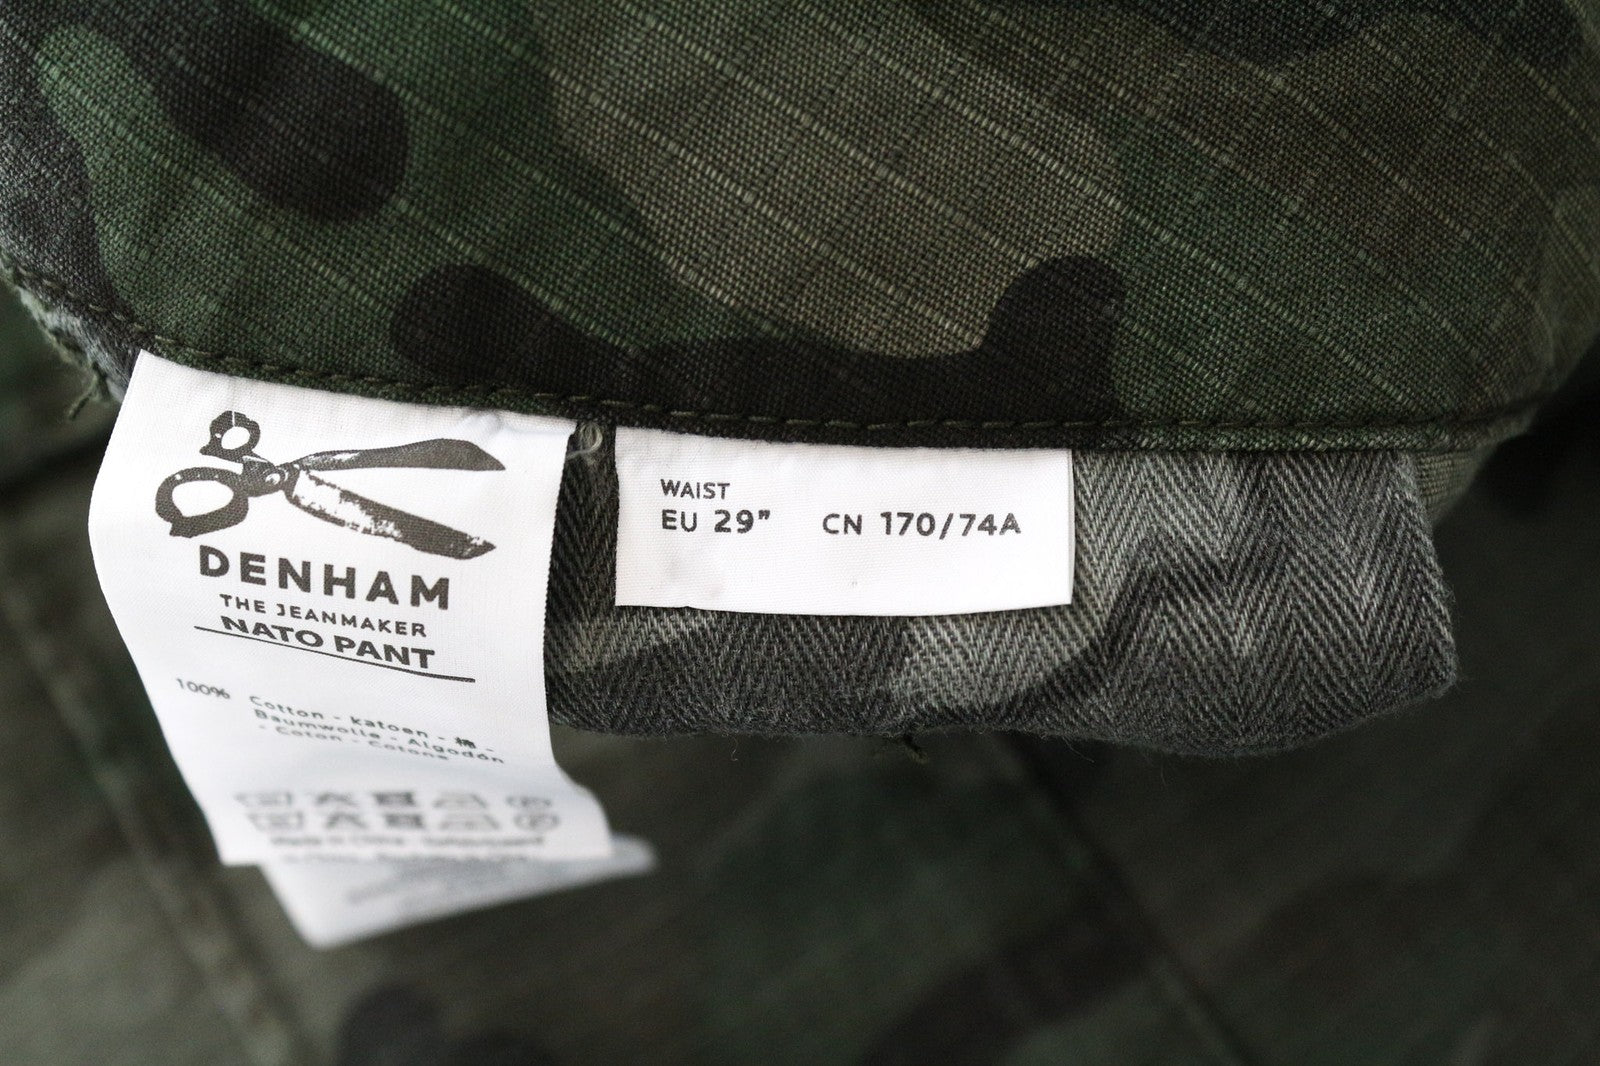 DENHAM
THE JEANMAKER
NATO PANT
100% Cotton - katoen - 棉 -
Baumwolle - Algodón
- Coton - Cotone
WAIST
EU 29" CN 170/74A